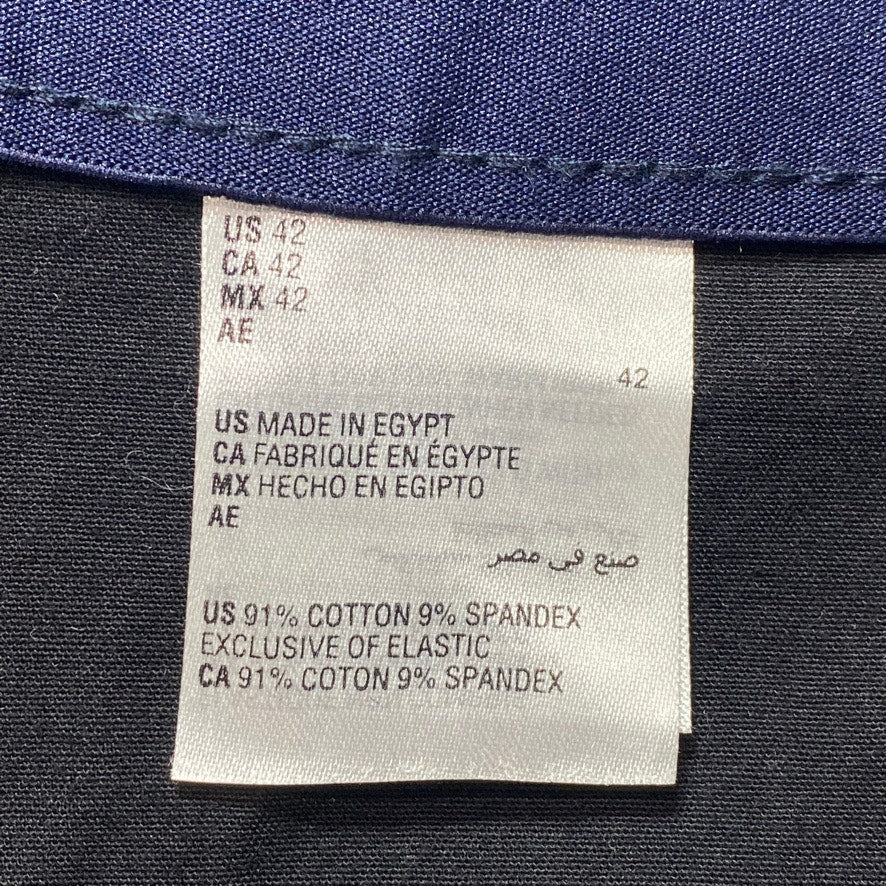 US 42
CA 42
MX 42
AE
42
US MADE IN EGYPT
CA FABRIQUÉ EN ÉGYPTE
MX HECHO EN EGIPTO
AE
صنع فى مصر
US 91% COTTON 9% SPANDEX
EXCLUSIVE OF ELASTIC
CA 91% COTON 9% SPANDEX